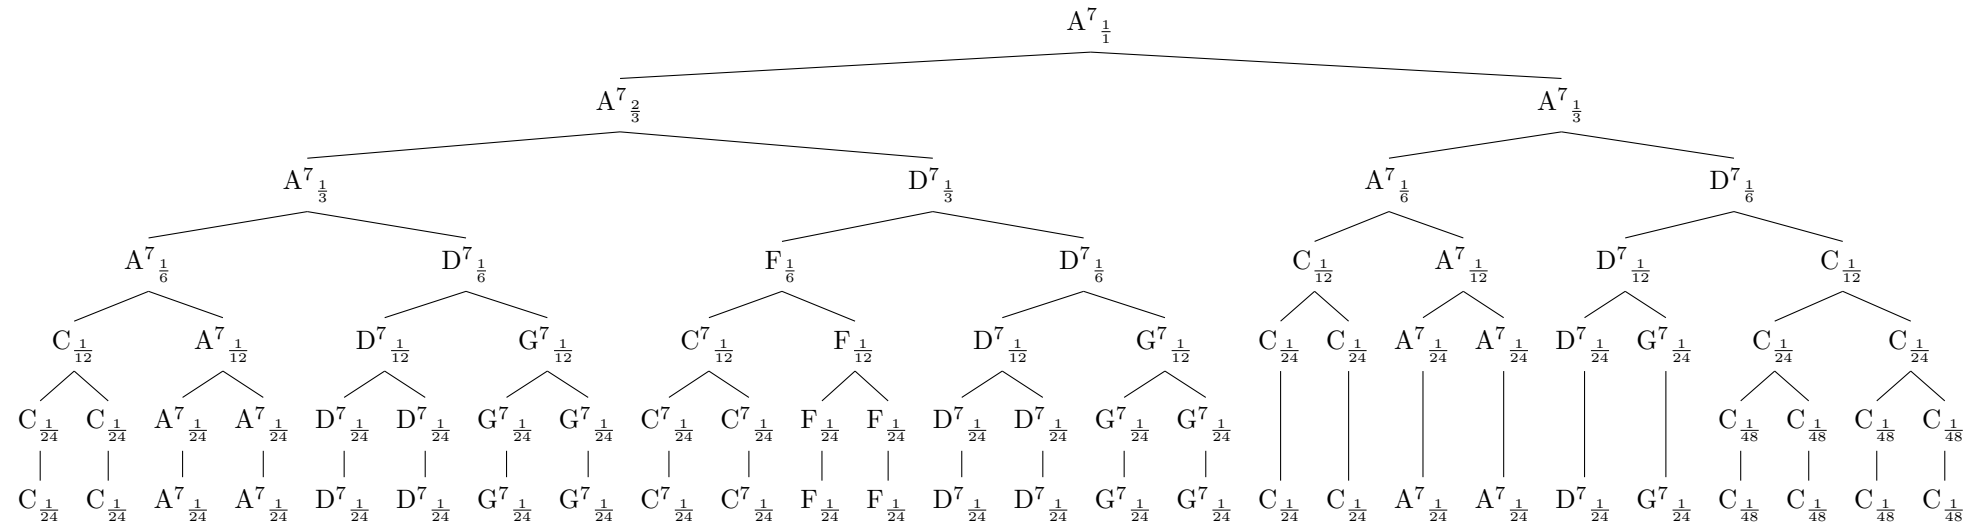 A⁷ 1/1
A⁷ 2/3 A⁷ 1/3
A⁷ 1/3 D⁷ 1/3 A⁷ 1/6 D⁷ 1/6
A⁷ 1/6 D⁷ 1/6 F 1/6 D⁷ 1/6 C 1/12 A⁷ 1/12 D⁷ 1/12 C 1/12
C 1/12 A⁷ 1/12 D⁷ 1/12 G⁷ 1/12 C⁷ 1/12 F 1/12 D⁷ 1/12 G⁷ 1/12 C 1/24 C 1/24 A⁷ 1/24 A⁷ 1/24 D⁷ 1/24 G⁷ 1/24 C 1/24 C 1/24
C 1/24 C 1/24 A⁷ 1/24 A⁷ 1/24 D⁷ 1/24 D⁷ 1/24 G⁷ 1/24 G⁷ 1/24 C⁷ 1/24 C⁷ 1/24 F 1/24 F 1/24 D⁷ 1/24 D⁷ 1/24 G⁷ 1/24 G⁷ 1/24 C 1/48 C 1/48 C 1/48 C 1/48
C 1/24 C 1/24 A⁷ 1/24 A⁷ 1/24 D⁷ 1/24 D⁷ 1/24 G⁷ 1/24 G⁷ 1/24 C⁷ 1/24 C⁷ 1/24 F 1/24 F 1/24 D⁷ 1/24 D⁷ 1/24 G⁷ 1/24 G⁷ 1/24 C 1/24 C 1/24 A⁷ 1/24 A⁷ 1/24 D⁷ 1/24 G⁷ 1/24 C 1/48 C 1/48 C 1/48 C 1/48